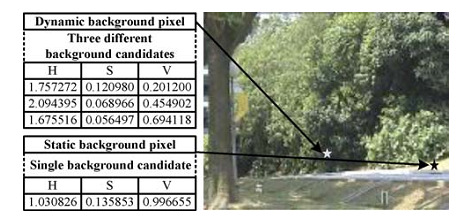 Dynamic background pixel
Three different
background candidates
H S V
1.757272 0.120980 0.201200
2.094395 0.068966 0.454902
1.675516 0.056497 0.694118
Static background pixel
Single background candidate
H S V
1.030826 0.135853 0.996655